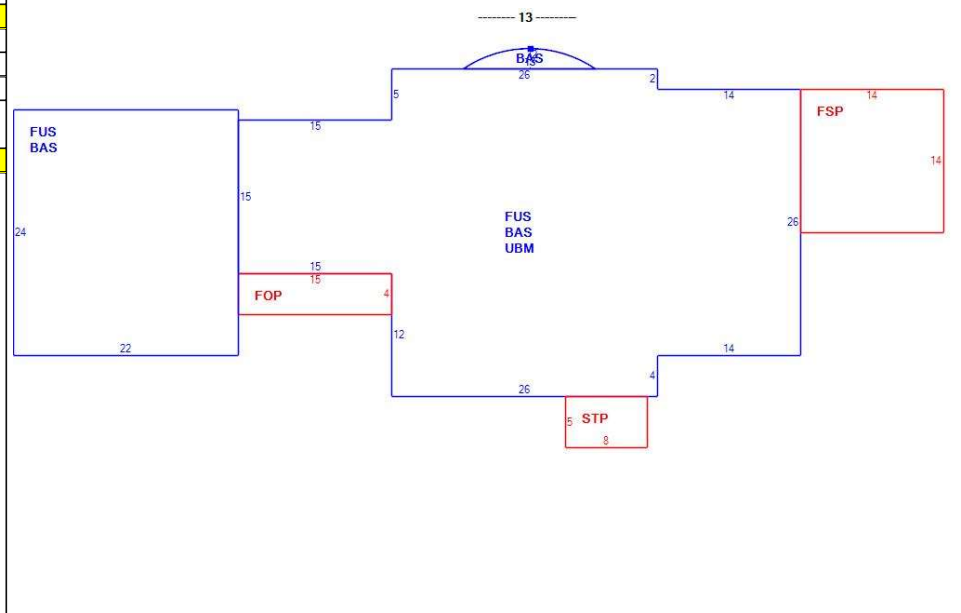 -------- 13 --------
BAS
26
2
5
14
14
FSP
FUS
BAS
15
15
14
24
FUS
BAS
UBM
26
15
15
FOP
4
12
22
14
4
26
5
STP
8